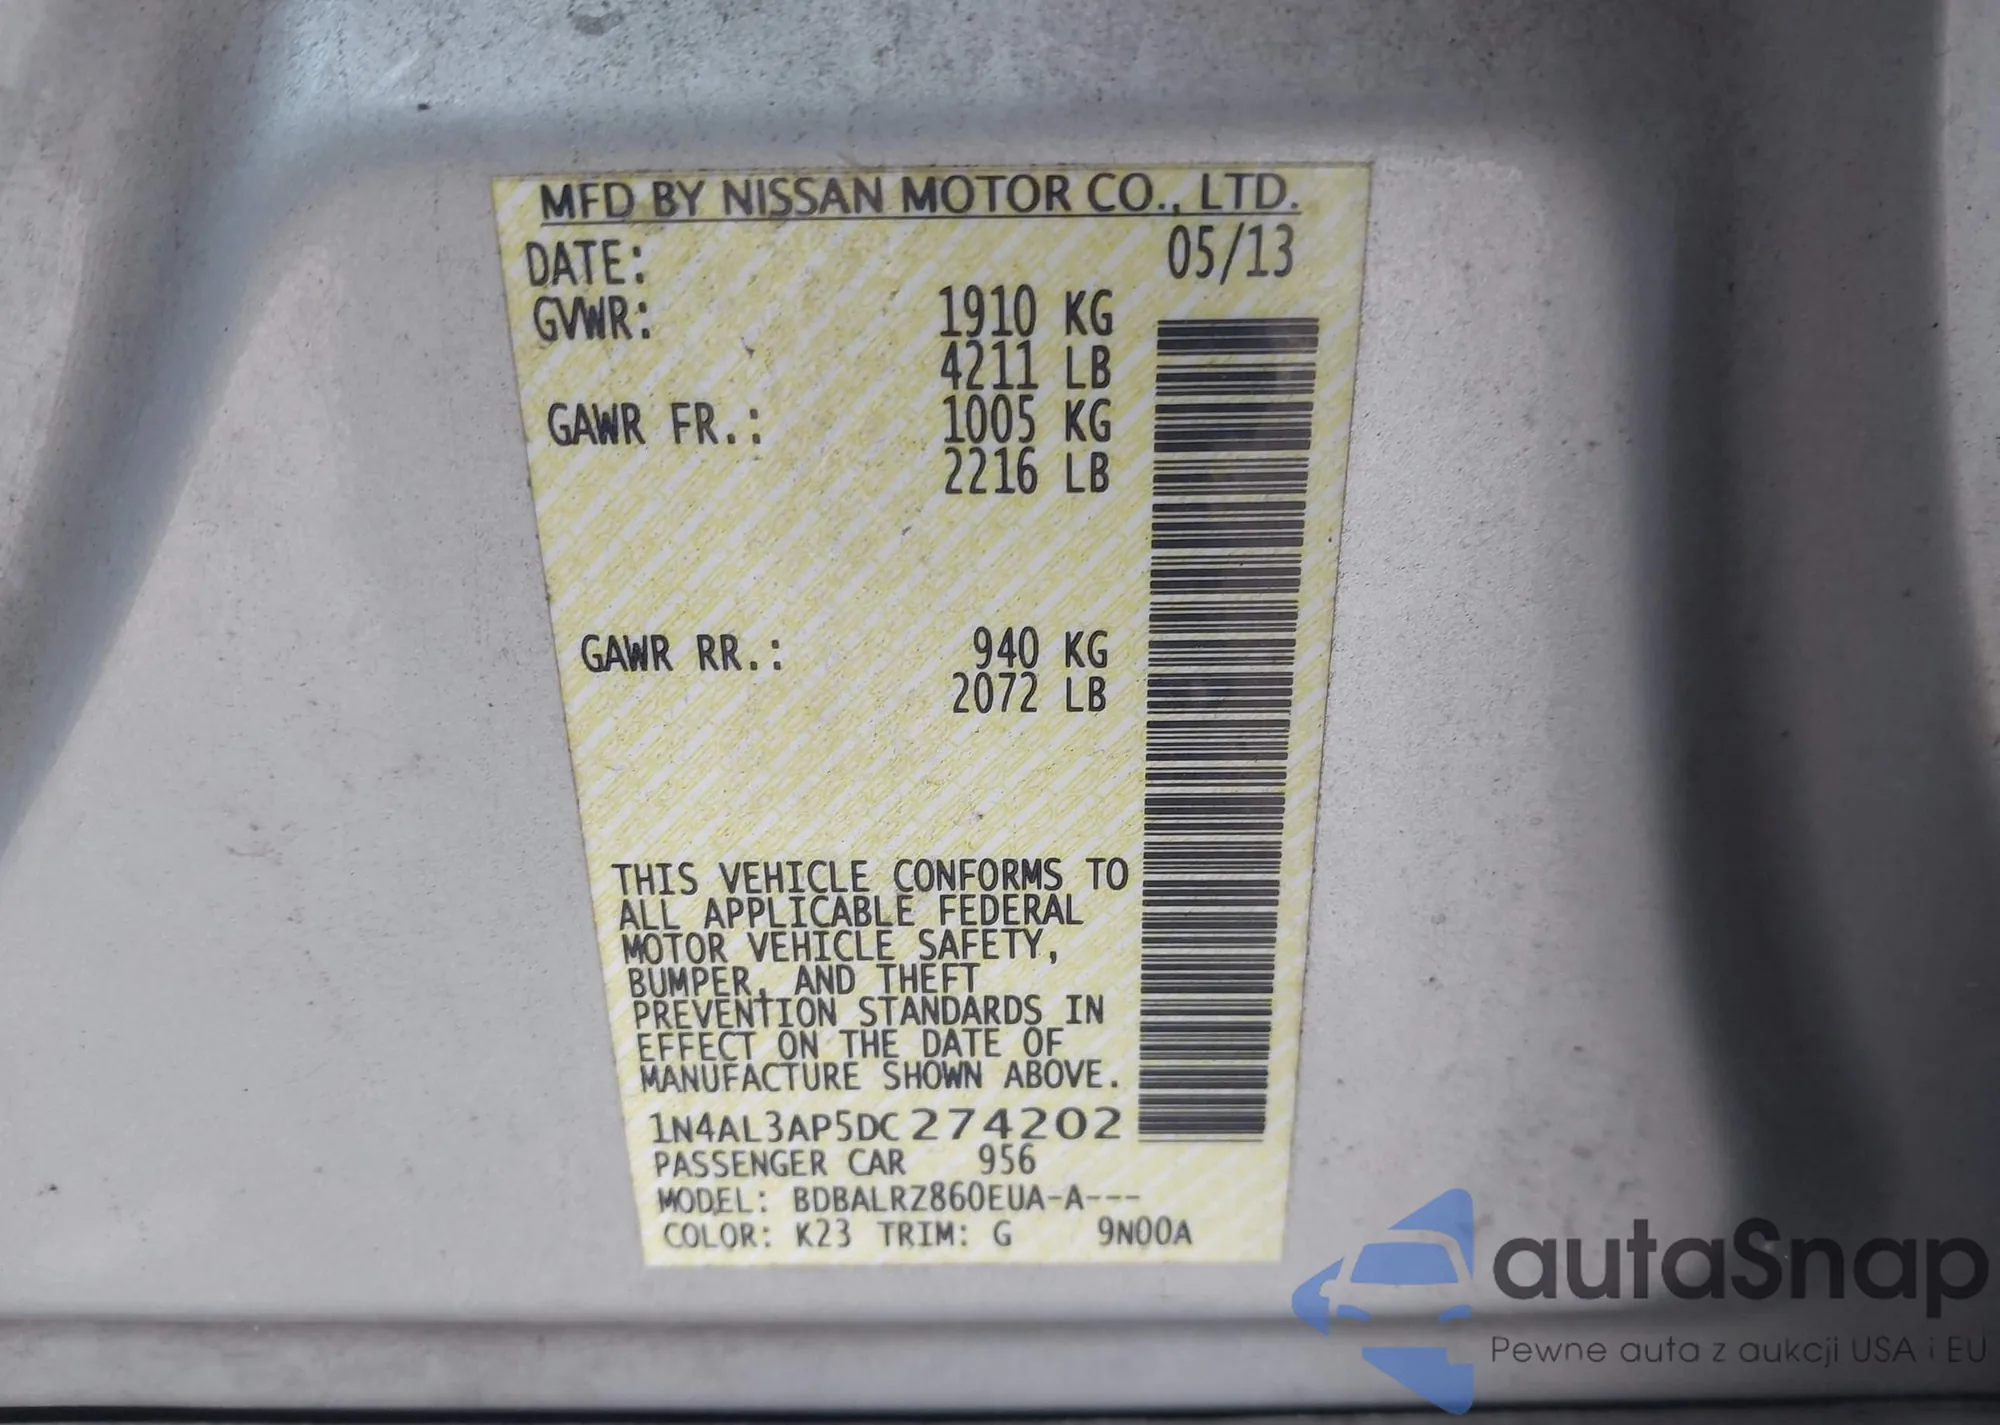 MFD BY NISSAN MOTOR CO., LTD.
DATE: 05/13
GVWR: 1910 KG
4211 LB
GAWR FR.: 1005 KG
2216 LB
GAWR RR.: 940 KG
2072 LB
THIS VEHICLE CONFORMS TO
ALL APPLICABLE FEDERAL
MOTOR VEHICLE SAFETY,
BUMPER, AND THEFT
PREVENTION STANDARDS IN
EFFECT ON THE DATE OF
MANUFACTURE SHOWN ABOVE.
1N4AL3AP5DC274202
PASSENGER CAR 956
MODEL: BDBALRZ860EUA-A---
COLOR: K23 TRIM: G 9N00A
autaSnap
Pewne auta z aukcji USA i EU